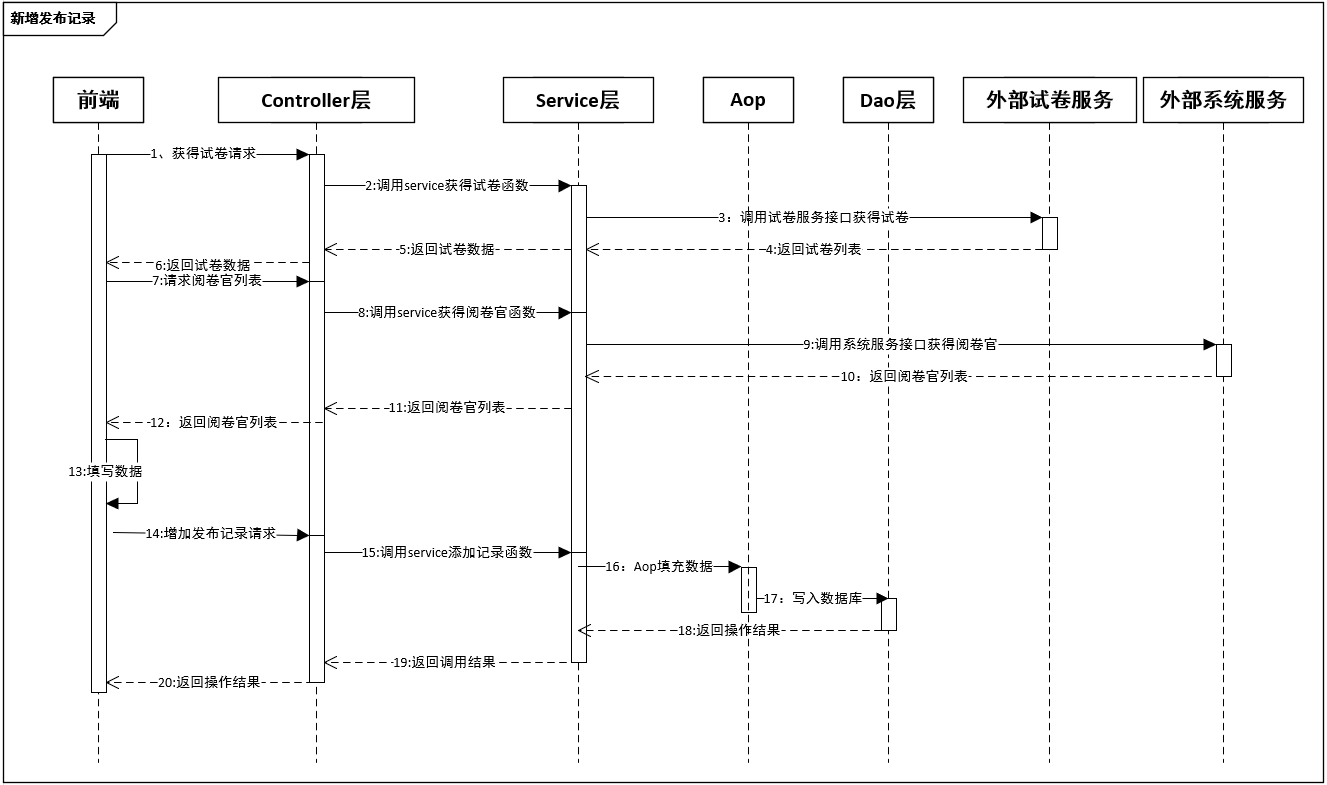 新增发布记录
前端
Controller层
Service层
Aop
Dao层
外部试卷服务
外部系统服务
1、获得试卷请求
2:调用service获得试卷函数
3：调用试卷服务接口获得试卷
4:返回试卷列表
5:返回试卷数据
6:返回试卷数据
7:请求阅卷官列表
8:调用service获得阅卷官函数
9:调用系统服务接口获得阅卷官
10：返回阅卷官列表
11:返回阅卷官列表
12：返回阅卷官列表
13:填写数据
14:增加发布记录请求
15:调用service添加记录函数
16：Aop填充数据
17：写入数据库
18:返回操作结果
19:返回调用结果
20:返回操作结果